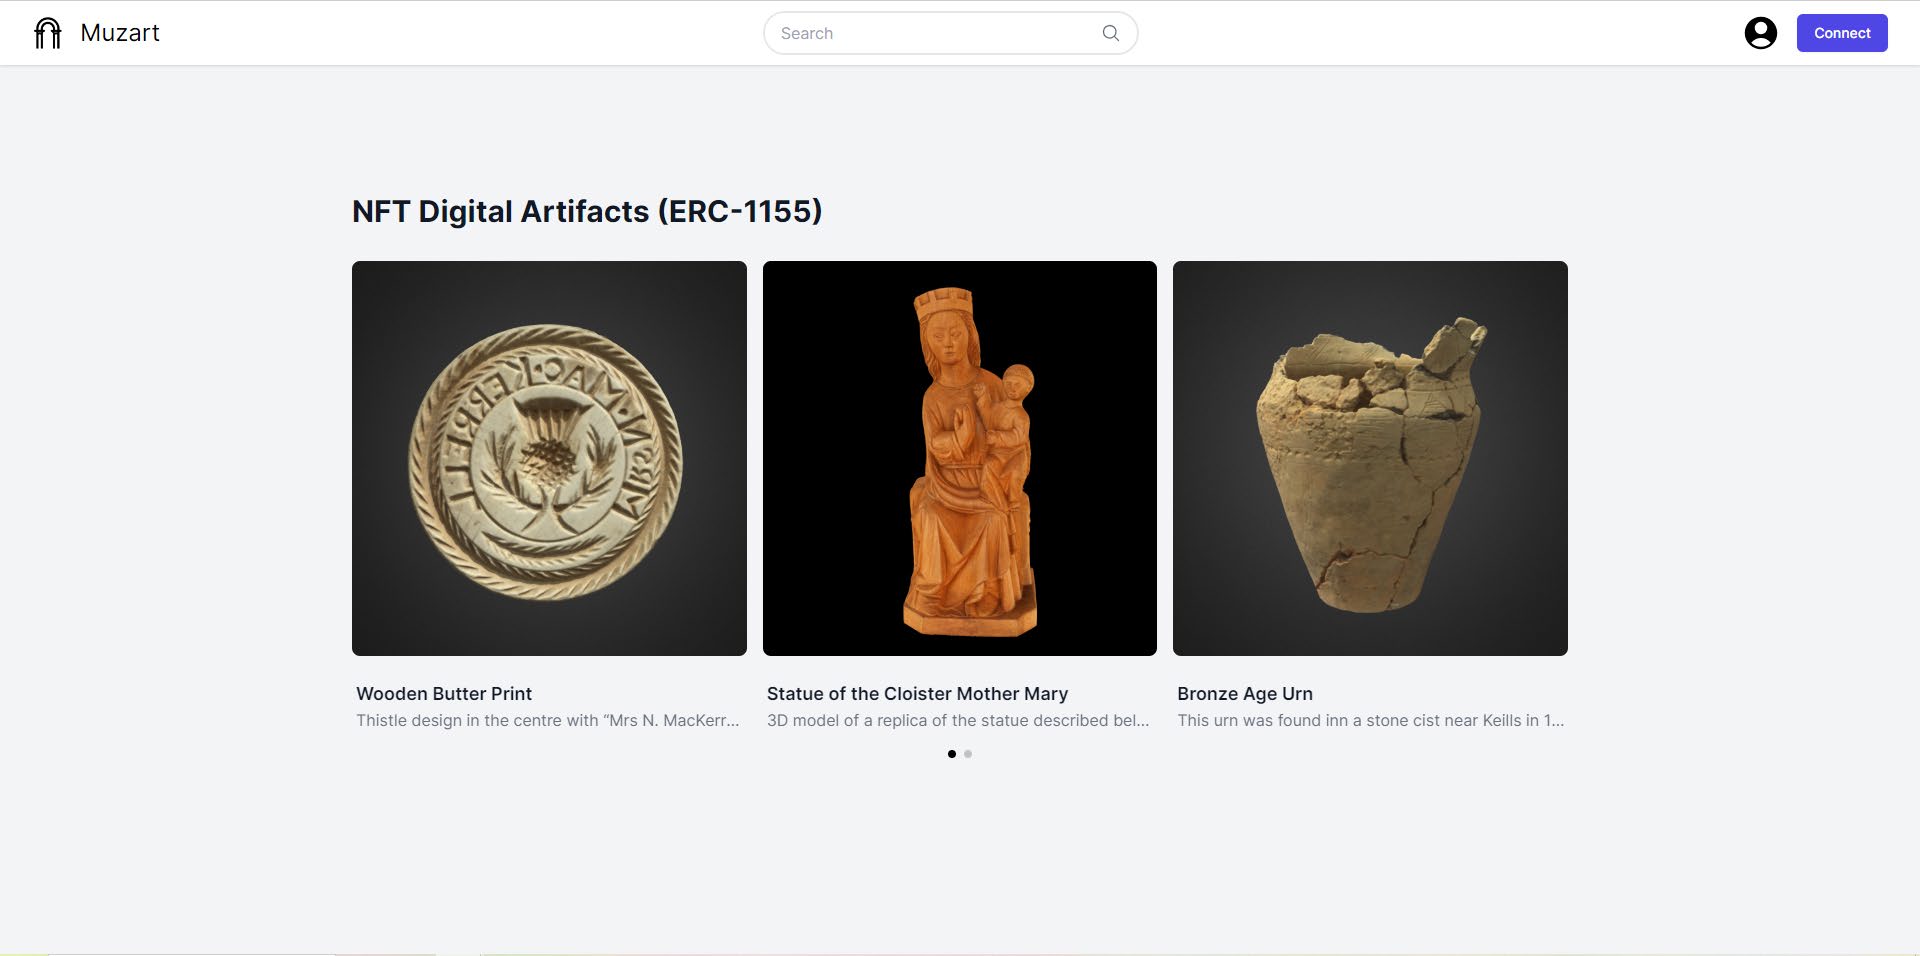 Muzart
Search
Connect
NFT Digital Artifacts (ERC-1155)
Wooden Butter Print
Thistle design in the centre with “Mrs N. MacKerr...
Statue of the Cloister Mother Mary
3D model of a replica of the statue described bel...
Bronze Age Urn
This urn was found inn a stone cist near Keills in 1...